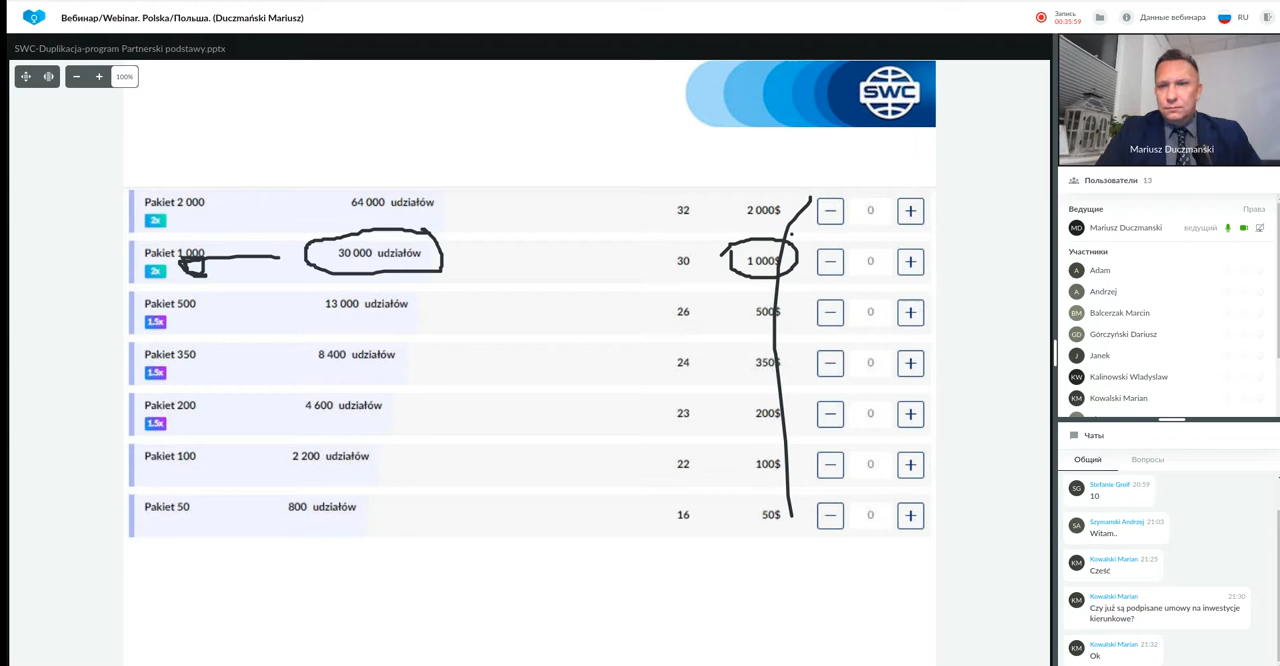 Вебинар/Webinar. Polska/Польша. (Duczmański Mariusz)
Запись
00:35:59
Данные вебинара
RU
SWC-Duplikacja-program Partnerski podstawy.pptx
100%
SWC
Pakiet 2 000 64 000 udziałów 32 2 000$ 0
2x
Pakiet 1 000 30 000 udziałów 30 1 000$ 0
2x
Pakiet 500 13 000 udziałów 26 500$ 0
1.5x
Pakiet 350 8 400 udziałów 24 350$ 0
1.5x
Pakiet 200 4 600 udziałów 23 200$ 0
1.5x
Pakiet 100 2 200 udziałów 22 100$ 0
Pakiet 50 800 udziałów 16 50$ 0
Mariusz Duczmański
Пользователи 13
Ведущие Права
MD Mariusz Duczmanski ведущий
Участники
A Adam
A Andrzej
BM Balcerzak Marcin
GD Górczyński Dariusz
J Janek
KW Kalinowski Wladyslaw
KM Kowalski Marian
Чаты
Общий Вопросы
SG Stefanie Greif 20:59
10
SA Szymanski Andrzej 21:03
Witam..
KM Kowalski Marian 21:25
Cześć
KM Kowalski Marian 21:30
Czy już są podpisane umowy na inwestycje
kierunkowe?
KM Kowalski Marian 21:32
Ok